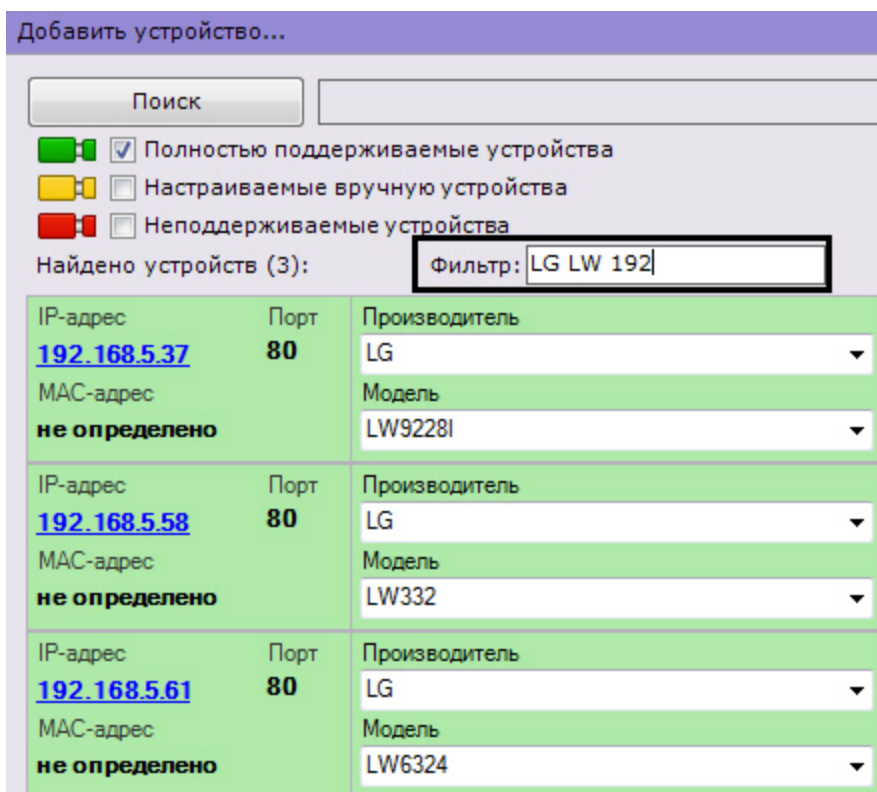 Добавить устройство...
Поиск
Полностью поддерживаемые устройства
Настраиваемые вручную устройства
Неподдерживаемые устройства
Найдено устройств (3): Фильтр: LG LW 192
IP-адрес Порт Производитель
192.168.5.37 80 LG
MAC-адрес Модель
не определено LW9228I
IP-адрес Порт Производитель
192.168.5.58 80 LG
MAC-адрес Модель
не определено LW332
IP-адрес Порт Производитель
192.168.5.61 80 LG
MAC-адрес Модель
не определено LW6324